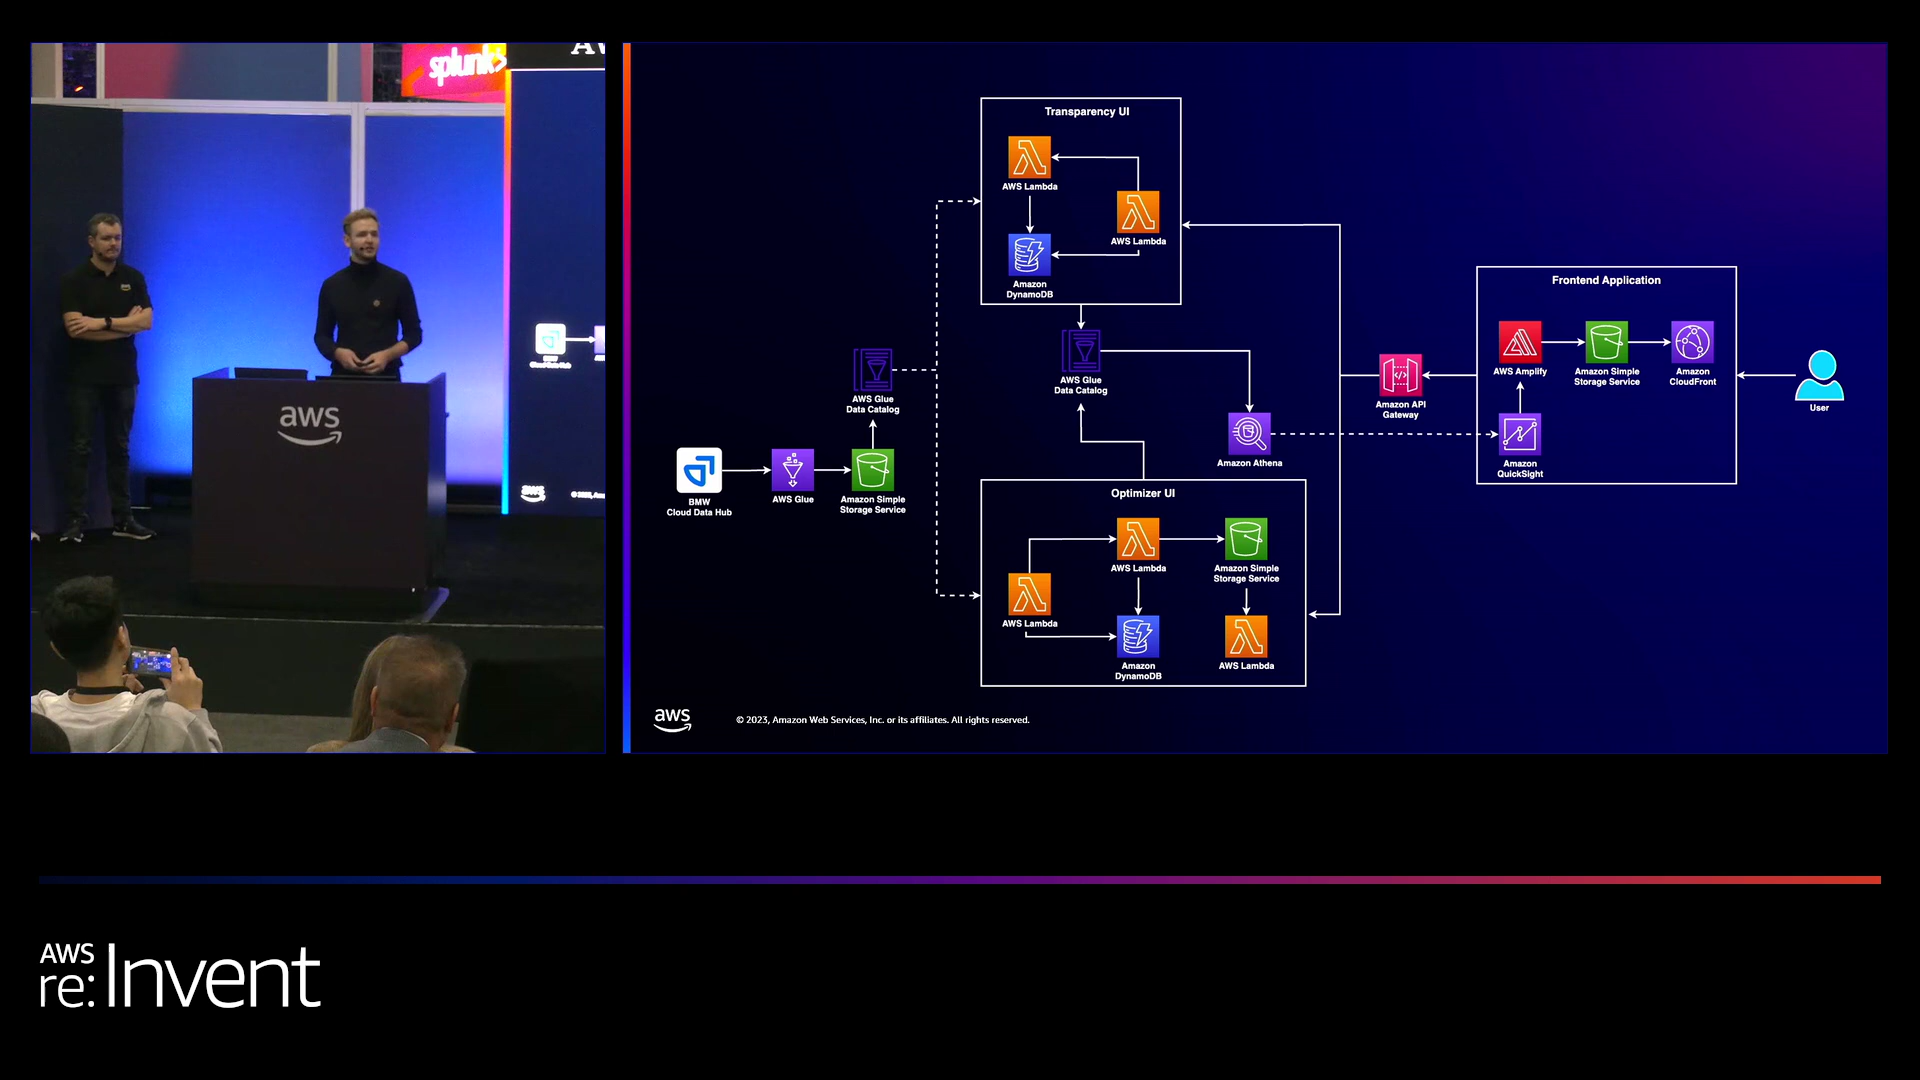 splunk>
AW
aws
aws
Transparency UI
AWS Lambda
AWS Lambda
Amazon
DynamoDB
AWS Glue
Data Catalog
AWS Glue
Data Catalog
BMW
Cloud Data Hub
AWS Glue
Amazon Simple
Storage Service
Amazon Athena
Optimizer UI
AWS Lambda
Amazon Simple
Storage Service
AWS Lambda
Amazon
DynamoDB
AWS Lambda
Amazon API
Gateway
Frontend Application
AWS Amplify
Amazon Simple
Storage Service
Amazon
CloudFront
Amazon
QuickSight
User
aws
© 2023, Amazon Web Services, Inc. or its affiliates. All rights reserved.
AWS
re:Invent